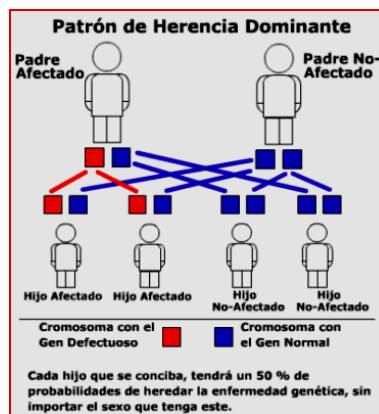 Patrón de Herencia Dominante
Padre
Afectado
Padre No-
Afectado
Hijo Afectado
Hijo Afectado
Hijo
No-Afectado
Hijo
No-Afectado
Cromosoma con el
Gen Defectuoso
Cromosoma con
el Gen Normal
Cada hijo que se conciba, tendrá un 50 % de
probabilidades de heredar la enfermedad genética, sin
importar el sexo que tenga este.